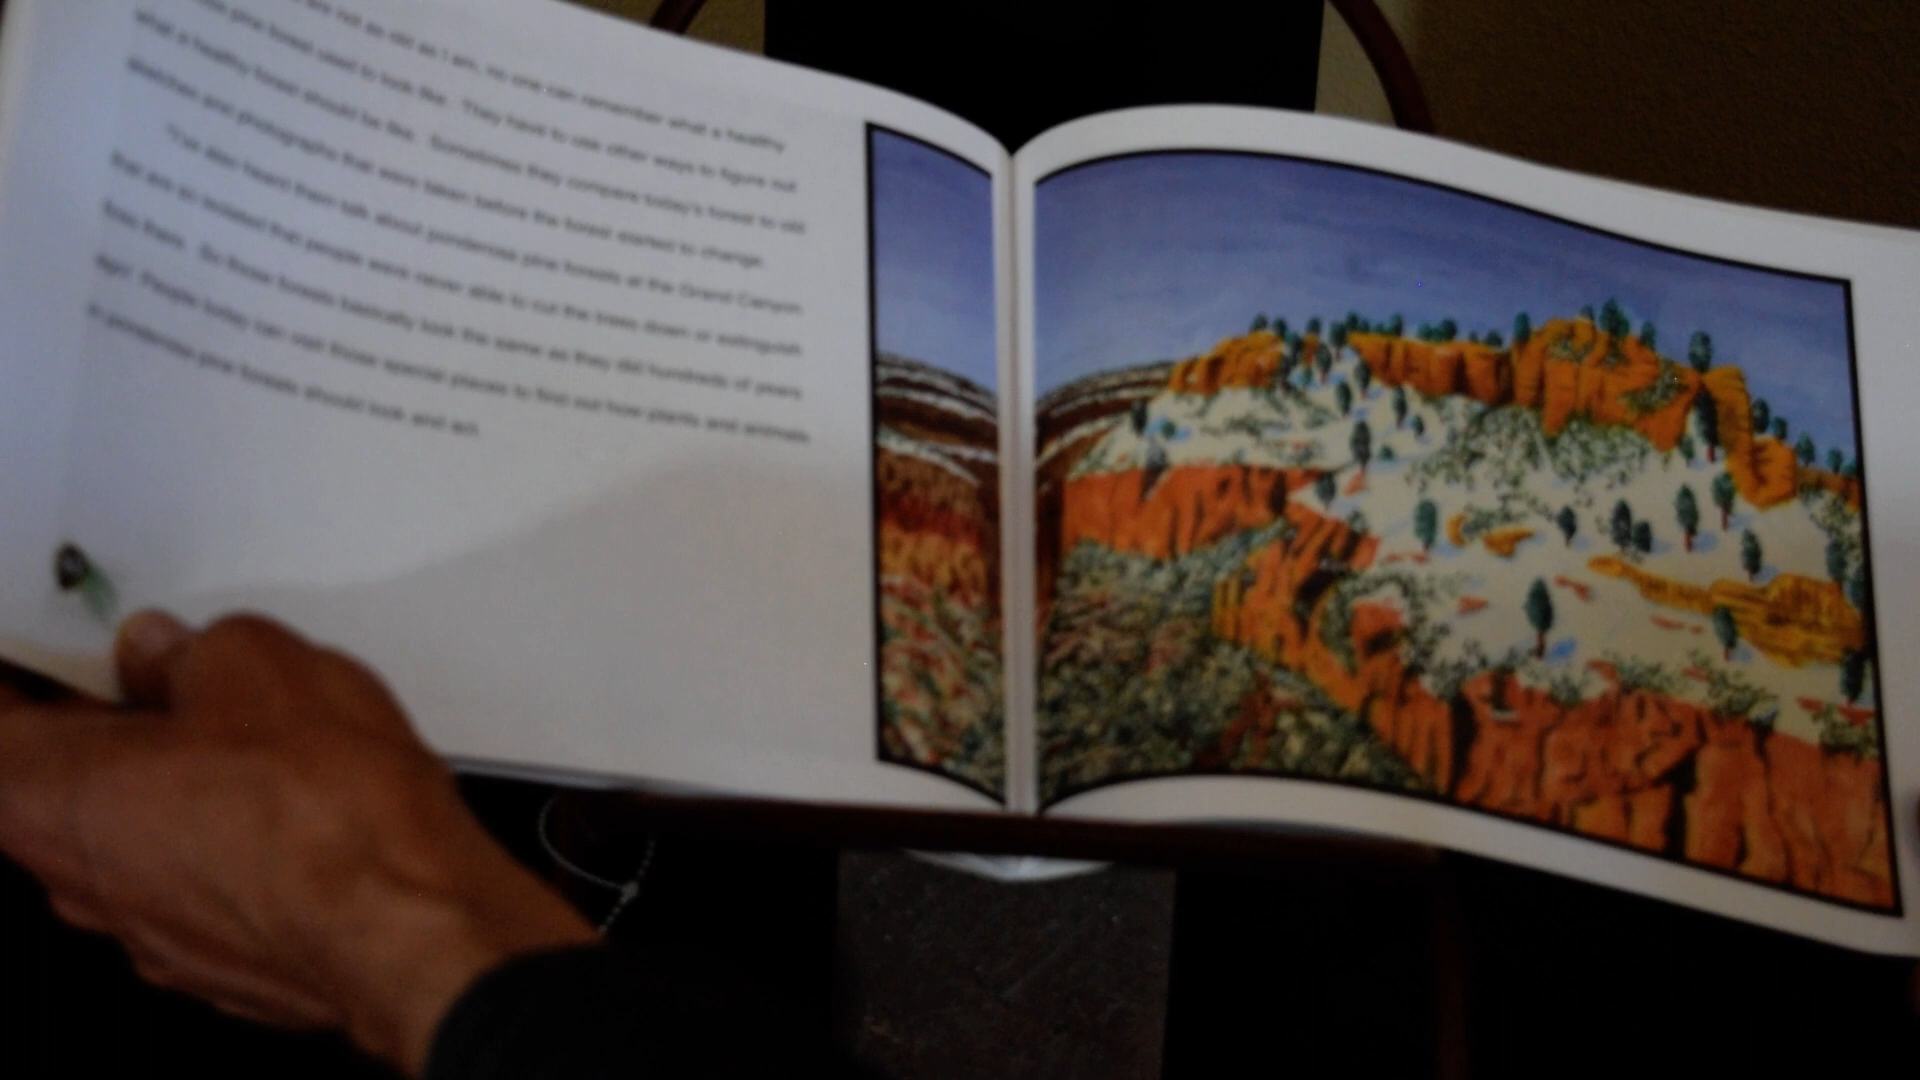 are not as old as I am, no one can remember what a healthy
pine forest used to look like. They have to use other ways to figure out
what a healthy forest should be like. Sometimes they compare today's forest to old
sketches and photographs that were taken before the forest started to change.
"I've also heard them talk about ponderosa pine forests at the Grand Canyon
that are so isolated that people were never able to cut the trees down or extinguish
fires there. So those forests basically look the same as they did hundreds of years
ago! People today can visit those special places to find out how plants and animals
in ponderosa pine forests should look and act.